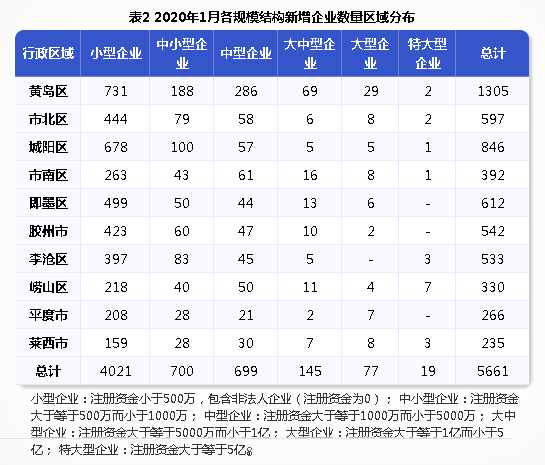 表2 2020年1月各规模结构新增企业数量区域分布
行政区域 小型企业 中小型企业 中型企业 大中型企业 大型企业 特大型企业 总计
黄岛区 731 188 286 69 29 2 1305
市北区 444 79 58 6 8 2 597
城阳区 678 100 57 5 5 1 846
市南区 263 43 61 16 8 1 392
即墨区 499 50 44 13 6 - 612
胶州市 423 60 47 10 2 - 542
李沧区 397 83 45 5 - 3 533
崂山区 218 40 50 11 4 7 330
平度市 208 28 21 2 7 - 266
莱西市 159 28 30 7 8 3 235
总计 4021 700 699 145 77 19 5661
小型企业：注册资金小于500万，包含非法人企业（注册资金为0）； 中小型企业：注册资金
大于等于500万而小于1000万； 中型企业：注册资金大于等于1000万而小于5000万； 大中
型企业：注册资金大于等于5000万而小于1亿； 大型企业：注册资金大于等于1亿而小于5
亿； 特大型企业：注册资金大于等于5亿。